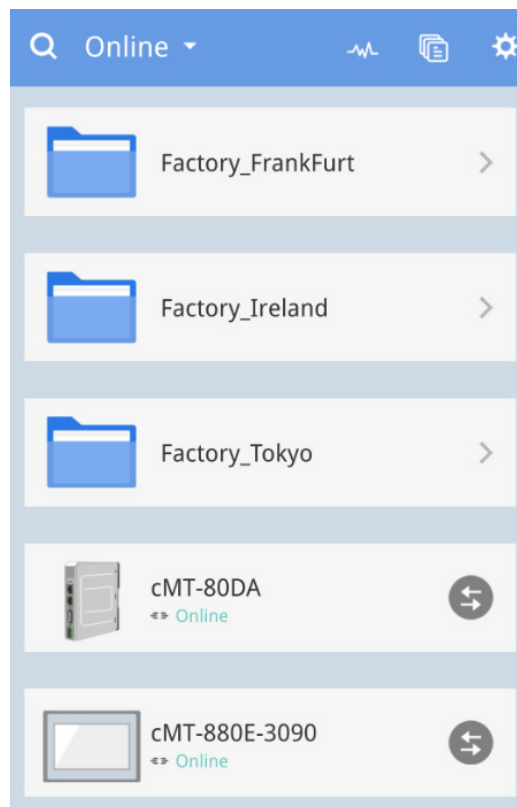 Online
Factory_FrankFurt
Factory_Ireland
Factory_Tokyo
cMT-80DA
Online
cMT-880E-3090
Online